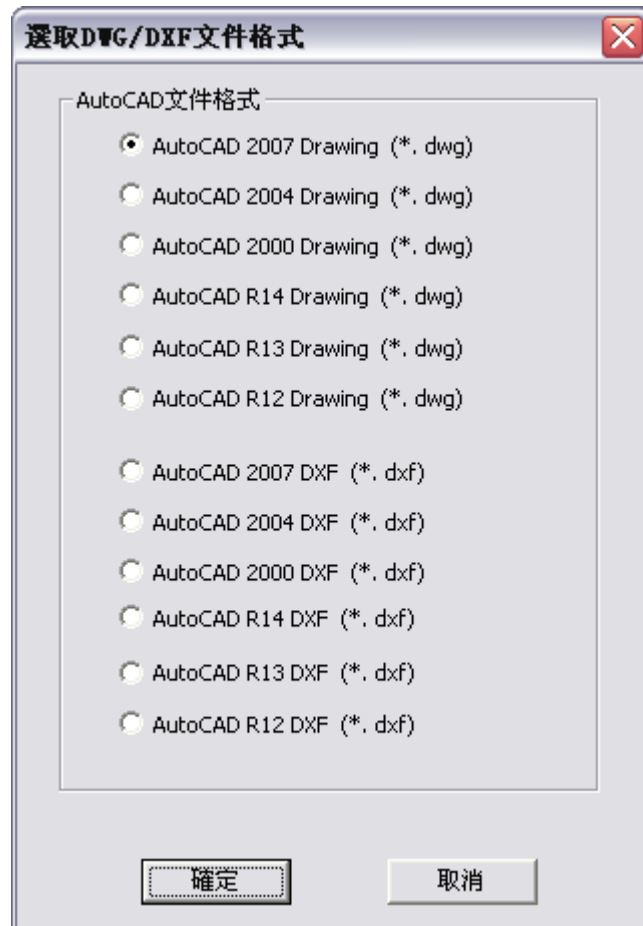 選取DWG/DXF文件格式
AutoCAD文件格式
AutoCAD 2007 Drawing (*. dwg)
AutoCAD 2004 Drawing (*. dwg)
AutoCAD 2000 Drawing (*. dwg)
AutoCAD R14 Drawing (*. dwg)
AutoCAD R13 Drawing (*. dwg)
AutoCAD R12 Drawing (*. dwg)
AutoCAD 2007 DXF (*. dxf)
AutoCAD 2004 DXF (*. dxf)
AutoCAD 2000 DXF (*. dxf)
AutoCAD R14 DXF (*. dxf)
AutoCAD R13 DXF (*. dxf)
AutoCAD R12 DXF (*. dxf)
確定 取消